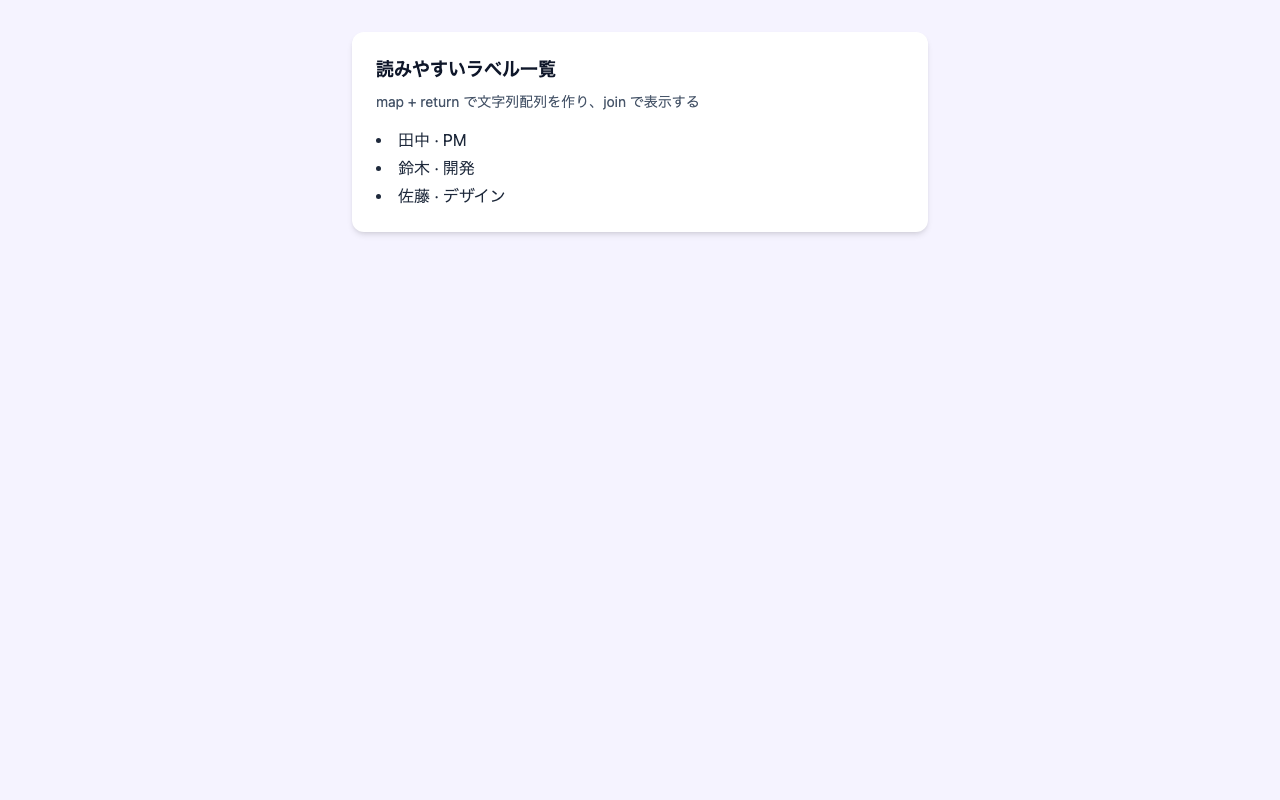 読みやすいラベル一覧
map + return で文字列配列を作り、join で表示する
• 田中 · PM
• 鈴木 · 開発
• 佐藤 · デザイン